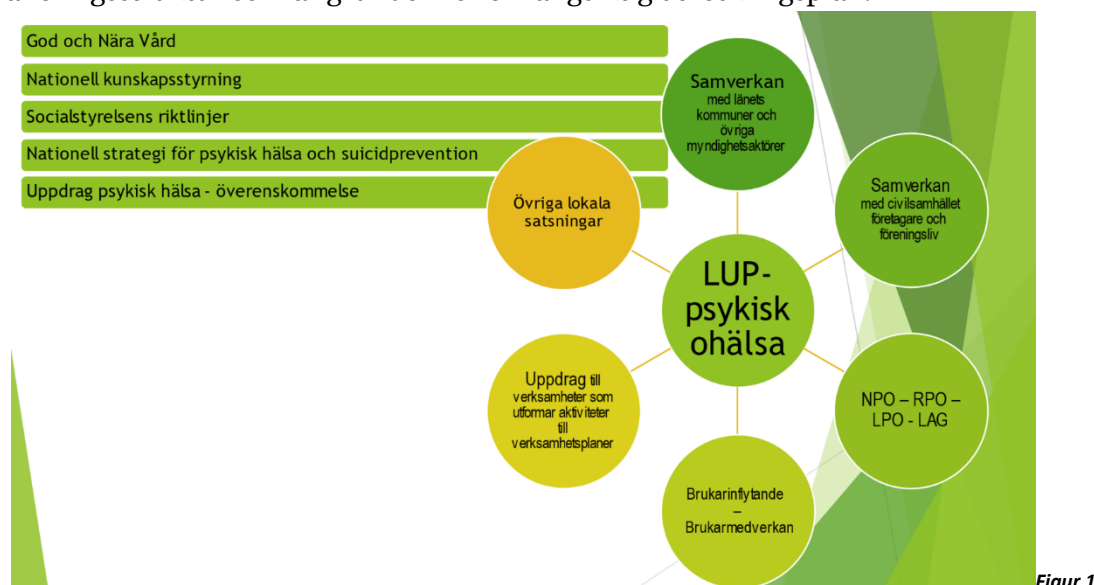 God och Nära Vård
Nationell kunskapsstyrning
Socialstyrelsens riktlinjer
Nationell strategi för psykisk hälsa och suicidprevention
Uppdrag psykisk hälsa - överenskommelse
Samverkan
med länets
kommuner och
övriga
myndighetsaktörer
Samverkan
med civilsamhället
företagare och
föreningsliv
NPO – RPO –
LPO - LAG
Brukarinflytande
–
Brukarmedverkan
Uppdrag till
verksamheter som
utformar aktiviteter
till
verksamhetsplaner
Övriga lokala
satsningar
LUP-
psykisk
ohälsa
Figur 1